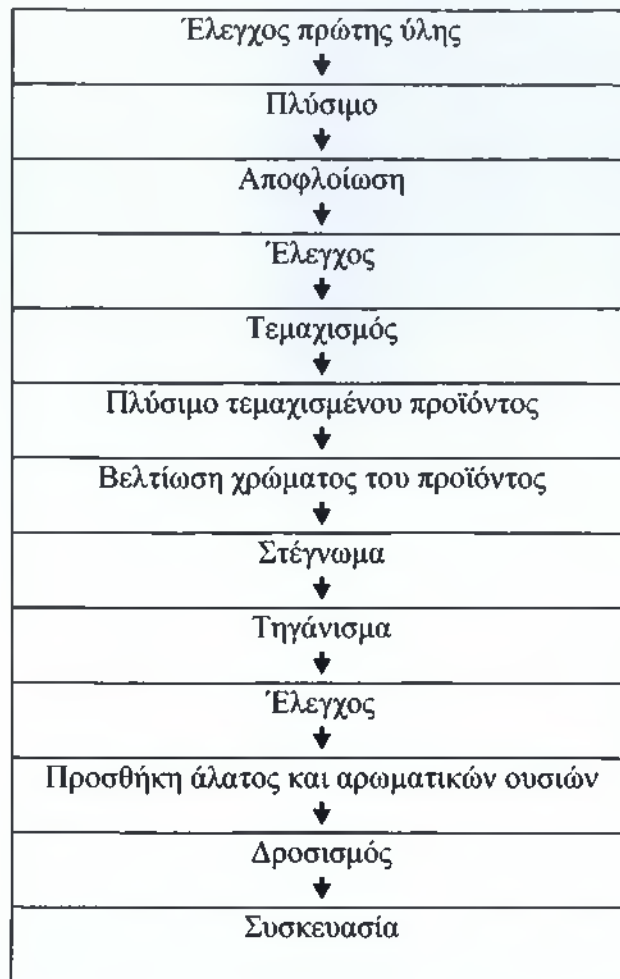 Έλεγχος πρώτης ύλης
Πλύσιμο
Αποφλοίωση
Έλεγχος
Τεμαχισμός
Πλύσιμο τεμαχισμένου προϊόντος
Βελτίωση χρώματος του προϊόντος
Στέγνωμα
Τηγάνισμα
Έλεγχος
Προσθήκη άλατος και αρωματικών ουσιών
Δροσισμός
Συσκευασία